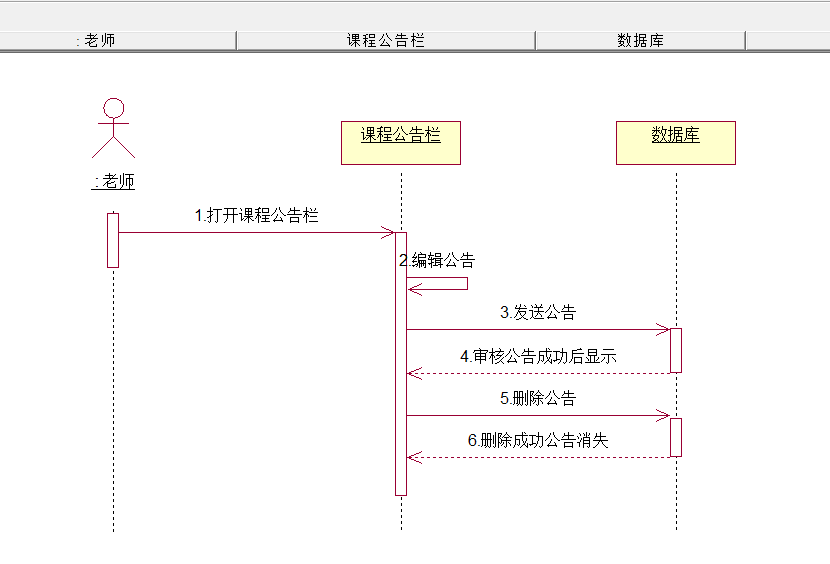 : 老师
课程公告栏
数据库
课程公告栏
数据库
: 老师
1.打开课程公告栏
2.编辑公告
3.发送公告
4.审核公告成功后显示
5.删除公告
6.删除成功公告消失